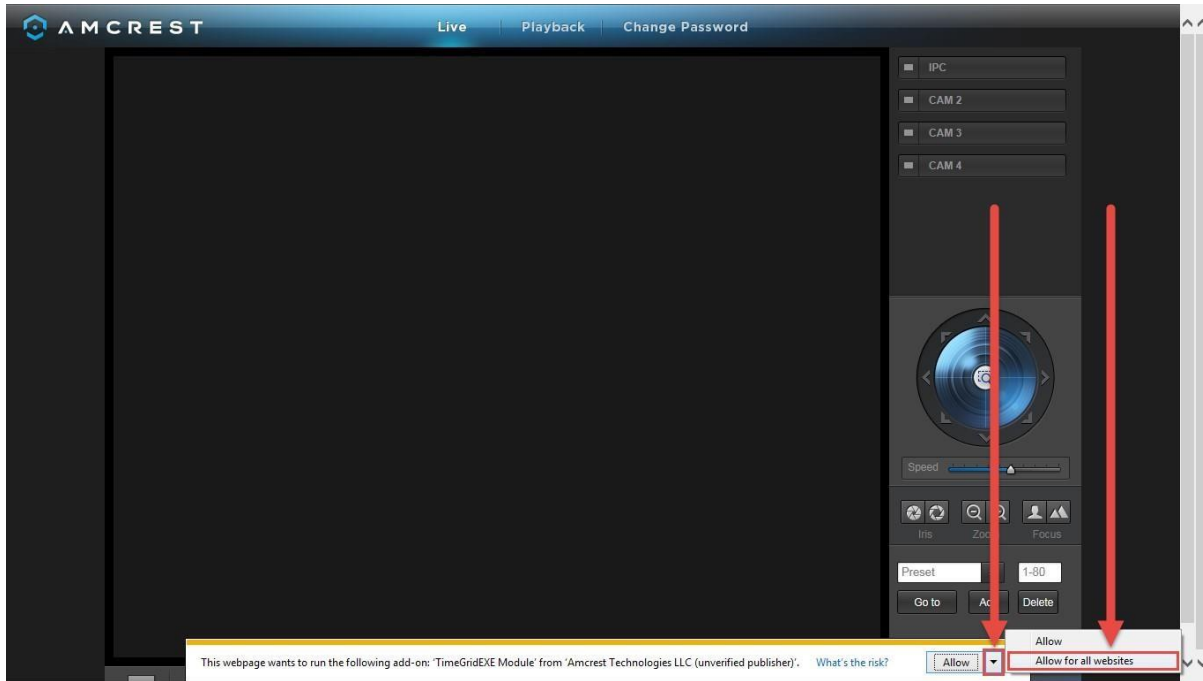 AMCREST
Live Playback Change Password
IPC
CAM 2
CAM 3
CAM 4
Speed
Iris Focus
Preset 1-80
Go to Delete
Allow
This webpage wants to run the following add-on: 'TimeGridEXE Module' from 'Amcrest Technologies LLC (unverified publisher)'. What's the risk? Allow
Allow for all websites